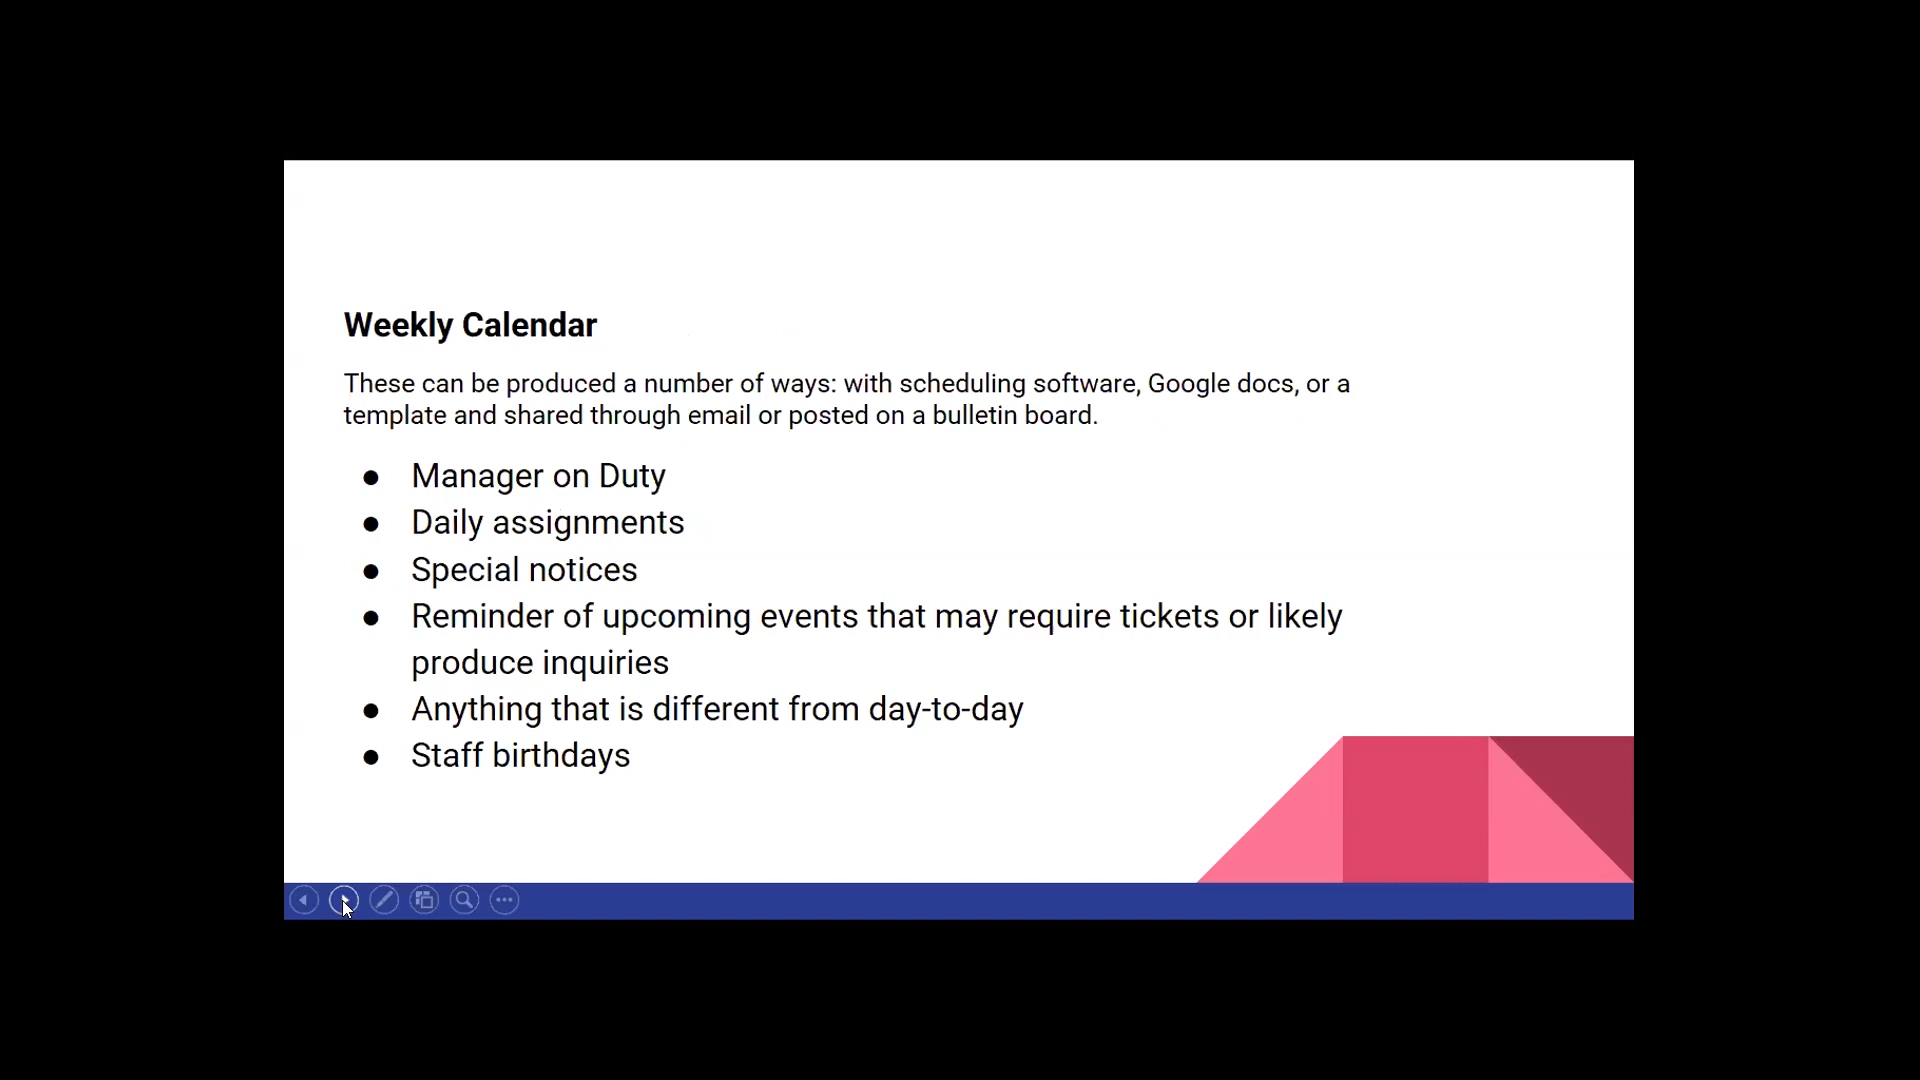 Weekly Calendar
These can be produced a number of ways: with scheduling software, Google docs, or a
template and shared through email or posted on a bulletin board.
● Manager on Duty
● Daily assignments
● Special notices
● Reminder of upcoming events that may require tickets or likely
produce inquiries
● Anything that is different from day-to-day
● Staff birthdays